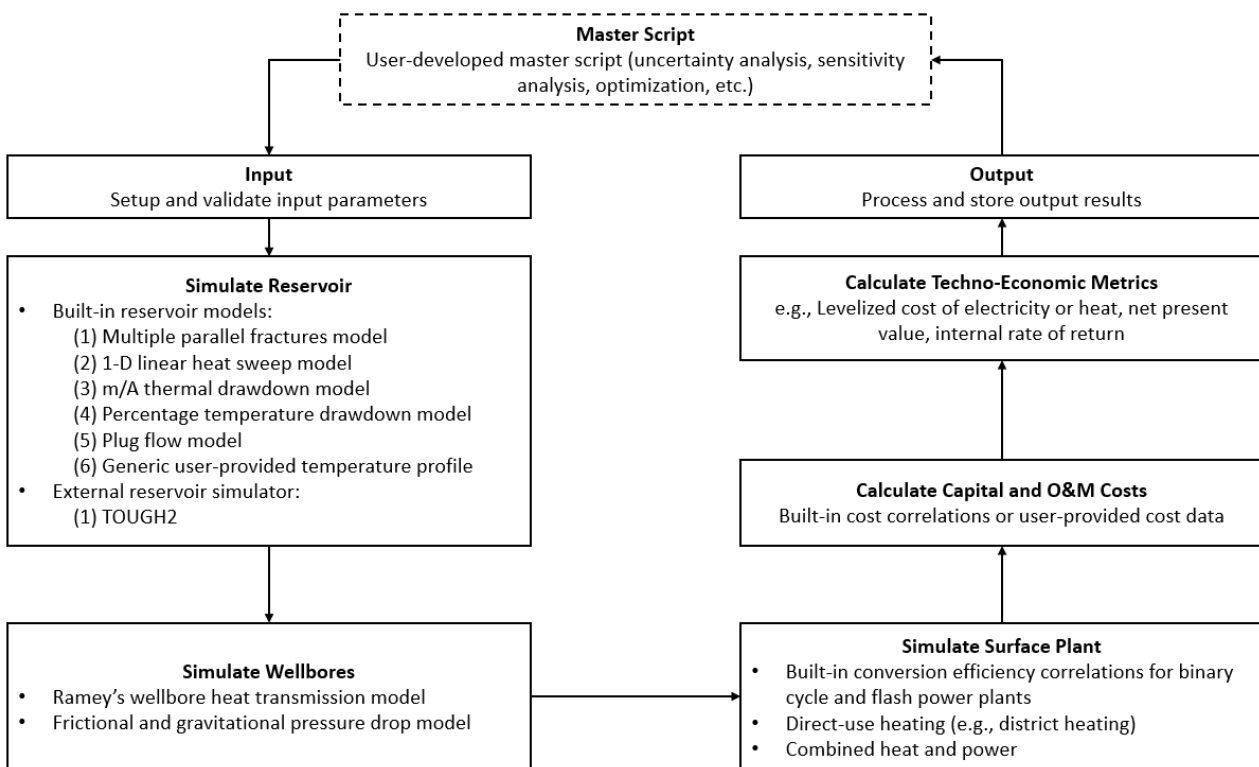 Master Script
User-developed master script (uncertainty analysis, sensitivity
analysis, optimization, etc.)
Input
Setup and validate input parameters
Simulate Reservoir
• Built-in reservoir models:
(1) Multiple parallel fractures model
(2) 1-D linear heat sweep model
(3) m/A thermal drawdown model
(4) Percentage temperature drawdown model
(5) Plug flow model
(6) Generic user-provided temperature profile
• External reservoir simulator:
(1) TOUGH2
Simulate Wellbores
• Ramey’s wellbore heat transmission model
• Frictional and gravitational pressure drop model
Simulate Surface Plant
• Built-in conversion efficiency correlations for binary
cycle and flash power plants
• Direct-use heating (e.g., district heating)
• Combined heat and power
Calculate Capital and O&M Costs
Built-in cost correlations or user-provided cost data
Calculate Techno-Economic Metrics
e.g., Levelized cost of electricity or heat, net present
value, internal rate of return
Output
Process and store output results